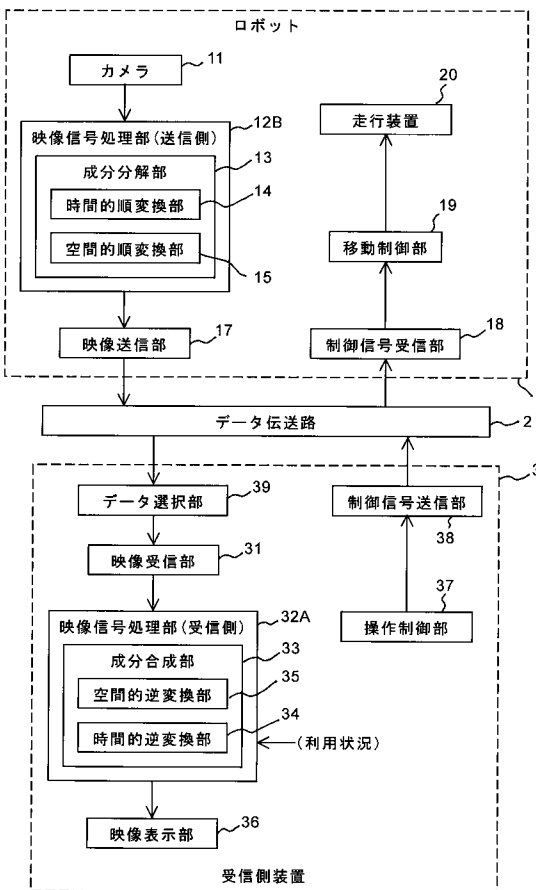 ロボット
カメラ
11
映像信号処理部(送信側)
12B
成分分解部
13
時間的順変換部
14
空間的順変換部
15
映像送信部
17
走行装置
20
移動制御部
19
制御信号受信部
18
データ伝送路
2
3
データ選択部
39
映像受信部
31
映像信号処理部(受信側)
32A
成分合成部
33
空間的逆変換部
35
時間的逆変換部
34
(利用状況)
映像表示部
36
制御信号送信部
38
操作制御部
37
受信側装置